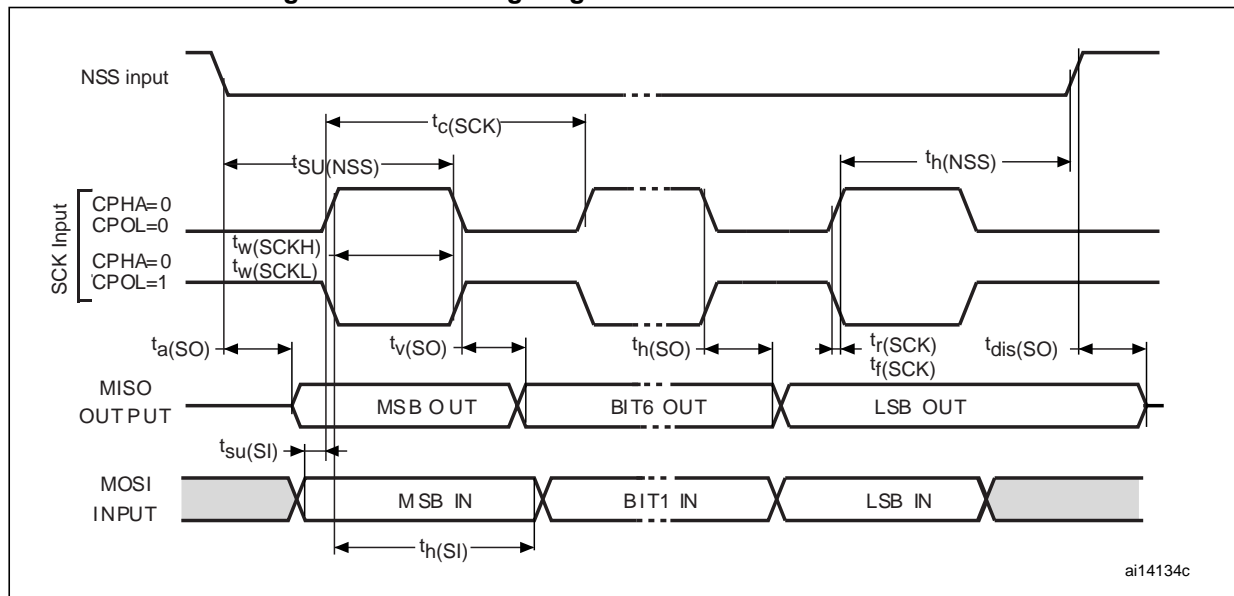 NSS input
tc(SCK)
tSU(NSS)
th(NSS)
SCK Input
CPHA=0
CPOL=0
tw(SCKH)
CPHA=0
tw(SCKL)
CPOL=1
ta(SO)
tv(SO)
th(SO)
tr(SCK)
tf(SCK)
tdis(SO)
MISO
OUTPUT
MSB OUT
BIT6 OUT
LSB OUT
tsu(SI)
MOSI
INPUT
MSB IN
BIT1 IN
LSB IN
th(SI)
ai14134c